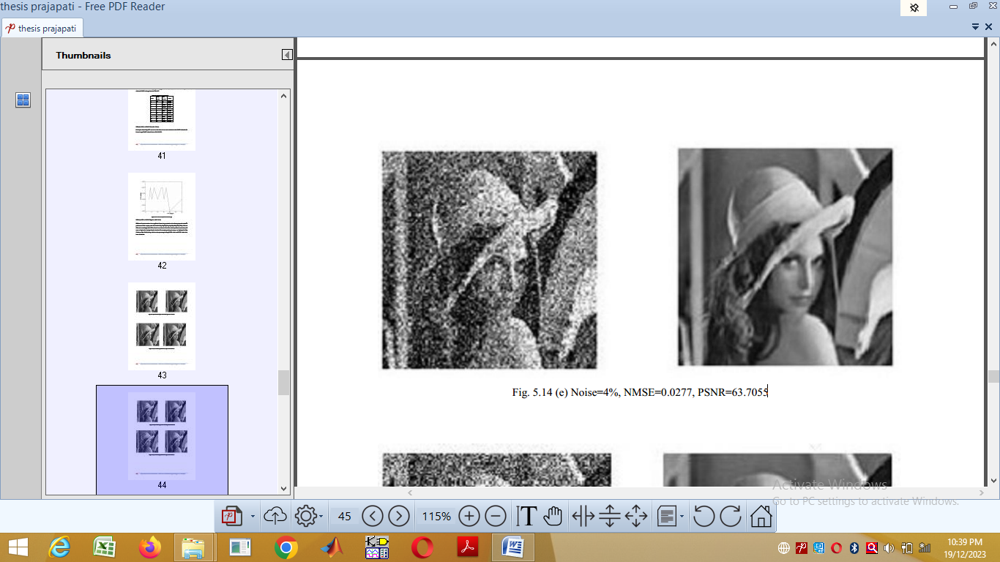 thesis prajapati - Free PDF Reader
thesis prajapati
Thumbnails
41
42
43
44
Fig. 5.14 (e) Noise=4%, NMSE=0.0277, PSNR=63.7055
Activate Windows
Go to PC settings to activate Windows.
45
115%
10:39 PM
19/12/2023